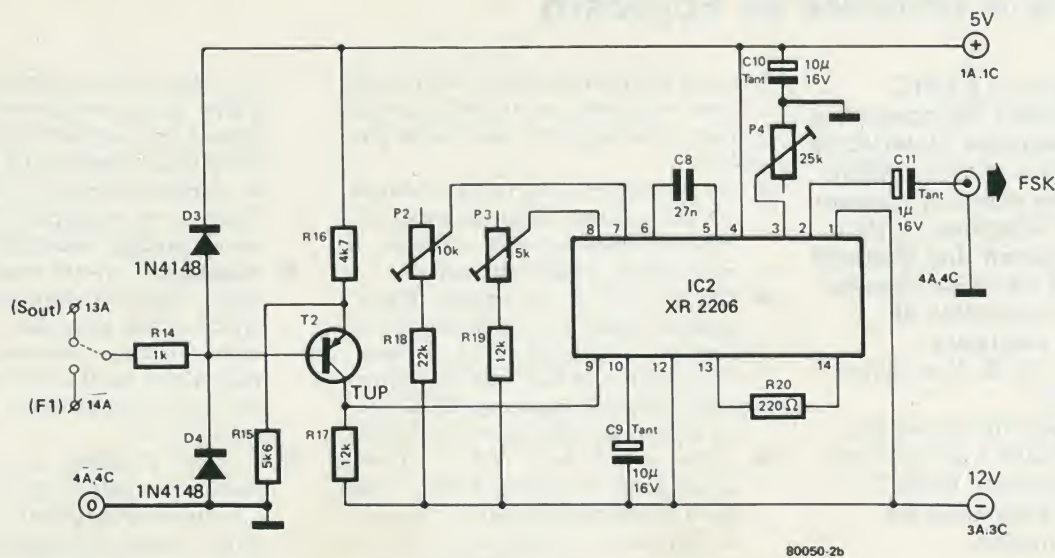 5V
+
1A.1C
C10
10µ
16V
Tant
P4
25k
C11
Tant
1µ
16V
FSK
4A,4C
C8
27n
D3
1N4148
R16
4k7
P2
10k
P3
5k
8 7 6 5 4 3 2 1
IC2
XR 2206
(Sout)
13A
R14
1k
T2
TUP
R18
22k
R19
12k
9 10 12 13 14
R20
220 Ω
(F1)
14A
D4
1N4148
R15
5k6
R17
12k
C9
Tant
10µ
16V
4A,4C
0
12V
−
3A.3C
80050-2b